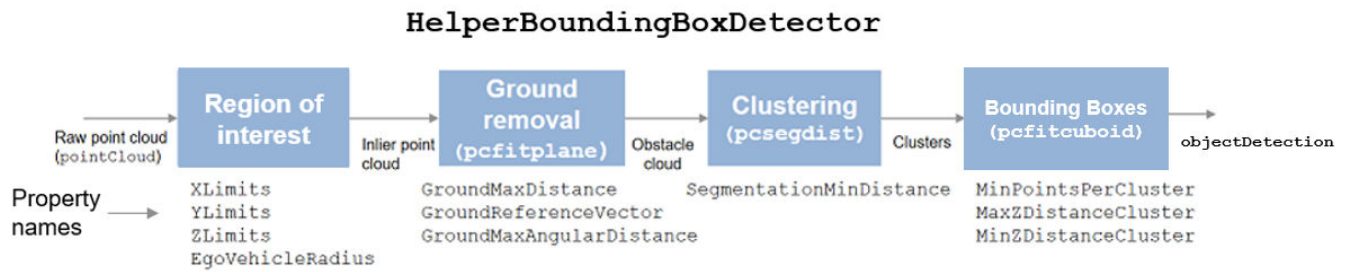 HelperBoundingBoxDetector
Raw point cloud
(pointCloud)
Region of
interest
Inlier point
cloud
Ground
removal
(pcfitplane)
Obstacle
cloud
Clustering
(pcsegdist)
Clusters
Bounding Boxes
(pcfitcuboid)
objectDetection
Property
names
XLimits
YLimits
ZLimits
EgoVehicleRadius
GroundMaxDistance
GroundReferenceVector
GroundMaxAngularDistance
SegmentationMinDistance
MinPointsPerCluster
MaxZDistanceCluster
MinZDistanceCluster